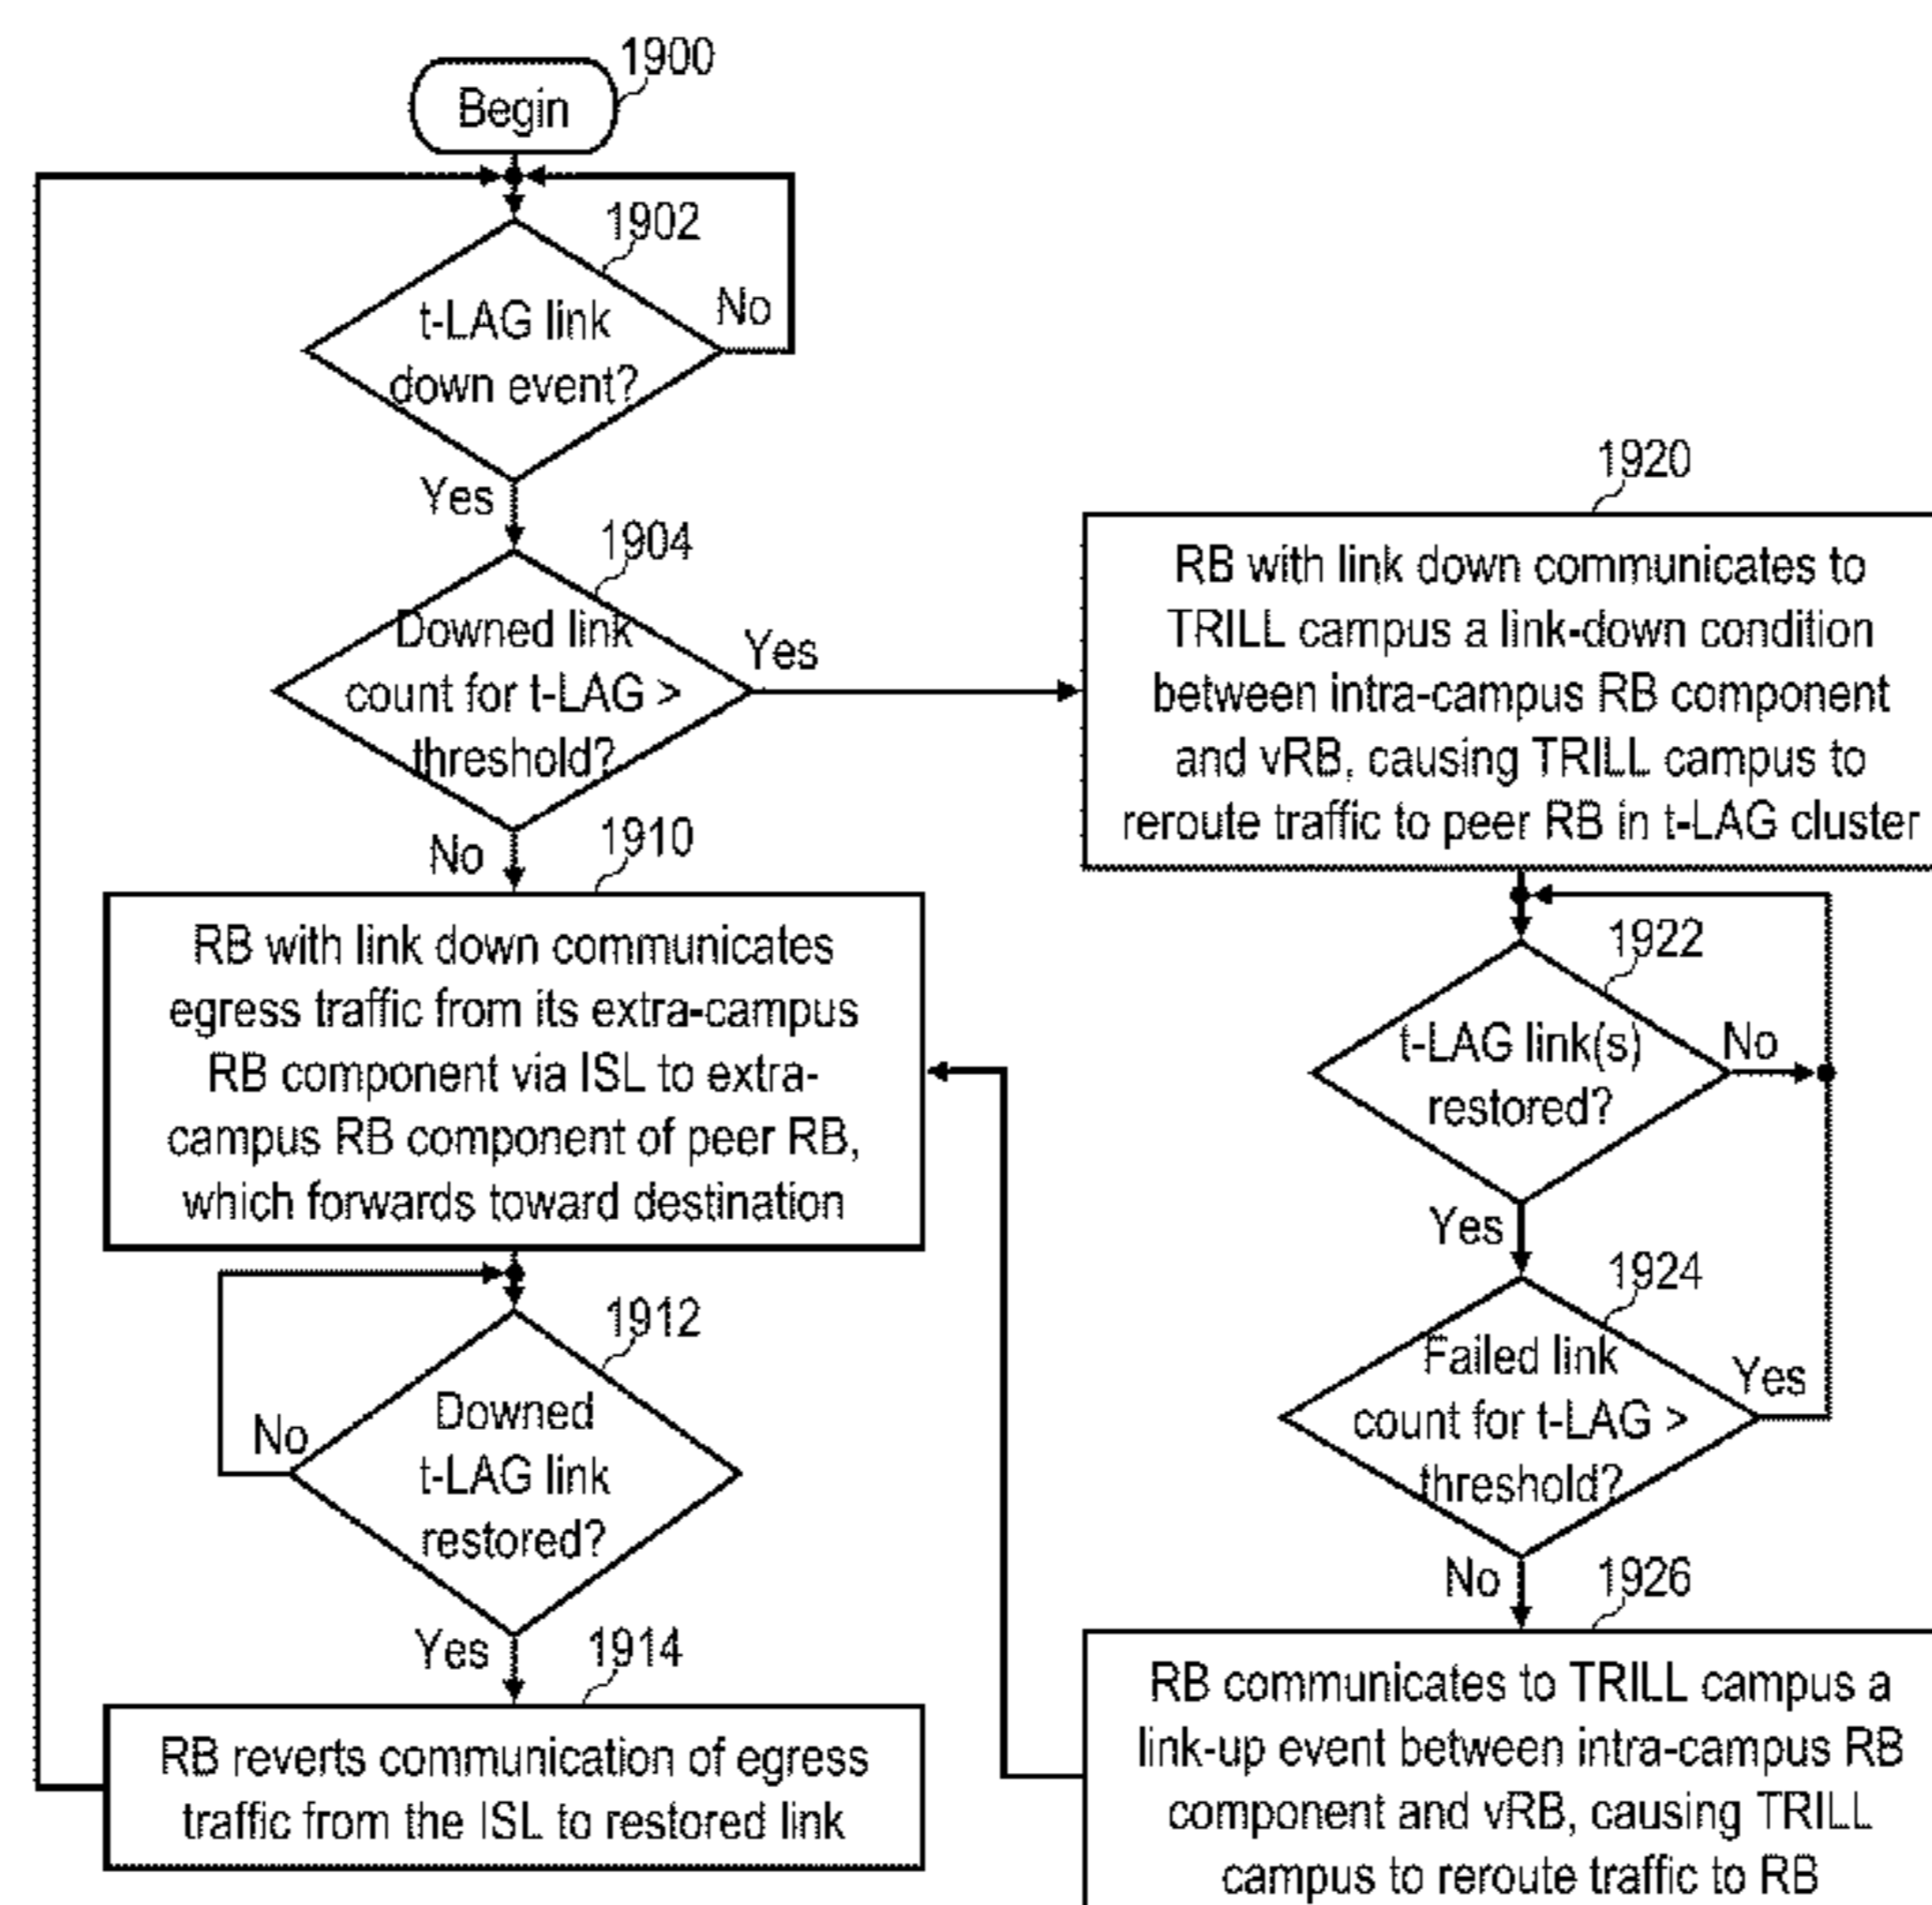 1900
Begin
1902
t-LAG link
down event?
No
Yes
1904
Downed link
count for t-LAG >
threshold?
Yes
No
1910
RB with link down communicates
egress traffic from its extra-campus
RB component via ISL to extra-
campus RB component of peer RB,
which forwards toward destination
1912
Downed
t-LAG link
restored?
No
Yes
1914
RB reverts communication of egress
traffic from the ISL to restored link
1920
RB with link down communicates to
TRILL campus a link-down condition
between intra-campus RB component
and vRB, causing TRILL campus to
reroute traffic to peer RB in t-LAG cluster
1922
t-LAG link(s)
restored?
No
Yes
1924
Failed link
count for t-LAG >
threshold?
Yes
No
1926
RB communicates to TRILL campus a
link-up event between intra-campus RB
component and vRB, causing TRILL
campus to reroute traffic to RB